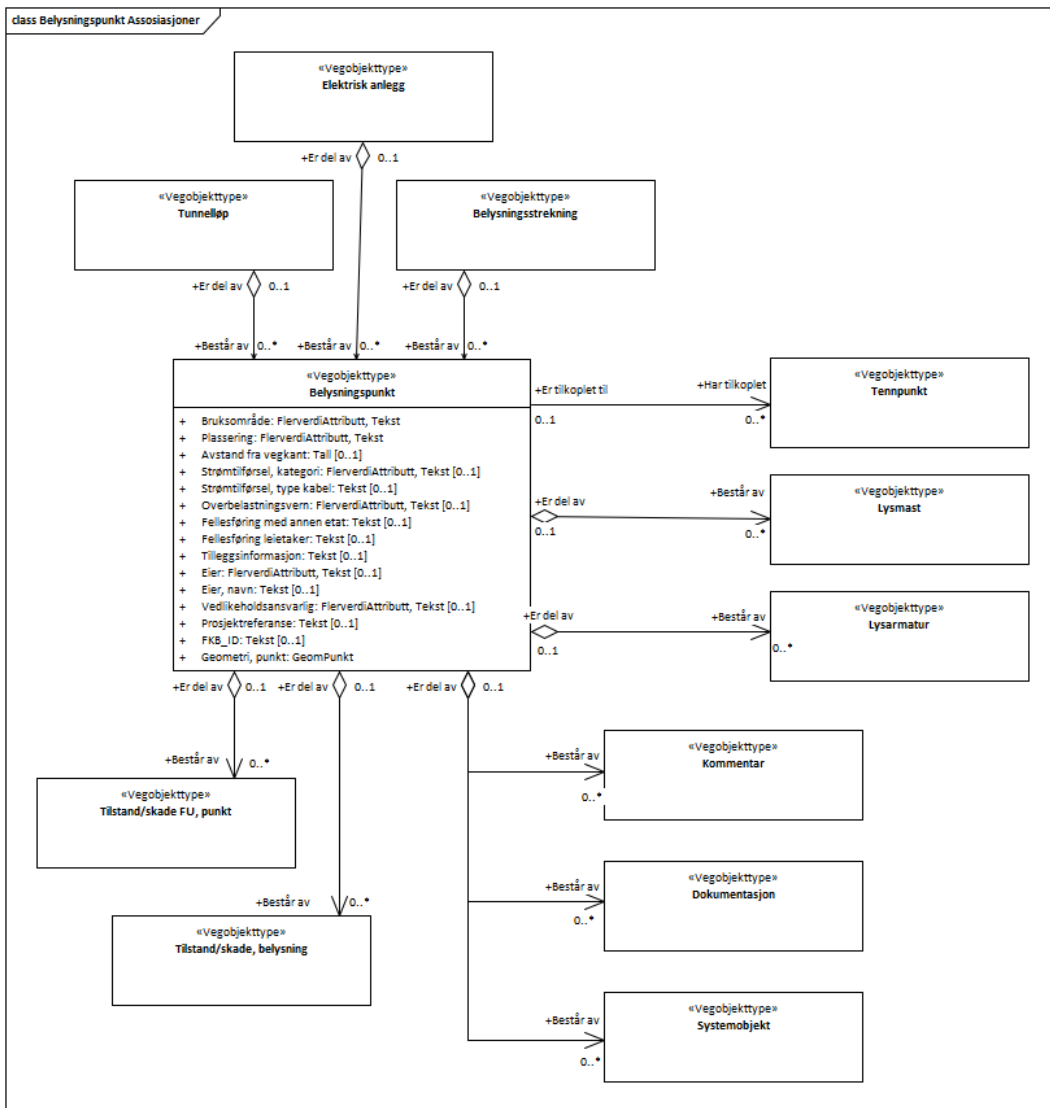 class Belysningspunkt Assosiasjoner
«Vegobjekttype»
Elektrisk anlegg
+Er del av 0..1
«Vegobjekttype»
Tunnelløp
«Vegobjekttype»
Belysningsstrekning
+Er del av 0..1
+Er del av 0..1
+Består av 0..*
+Består av 0..*
+Består av 0..*
«Vegobjekttype»
Belysningspunkt
+ Bruksområde: FlerverdiAttributt, Tekst
+ Plassering: FlerverdiAttributt, Tekst
+ Avstand fra vegkant: Tall [0..1]
+ Strømtilførsel, kategori: FlerverdiAttributt, Tekst [0..1]
+ Strømtilførsel, type kabel: Tekst [0..1]
+ Overbelastningsvern: FlerverdiAttributt, Tekst [0..1]
+ Fellesføring med annen etat: Tekst [0..1]
+ Fellesføring leietaker: Tekst [0..1]
+ Tilleggsinformasjon: Tekst [0..1]
+ Eier: FlerverdiAttributt, Tekst [0..1]
+ Eier, navn: Tekst [0..1]
+ Vedlikeholdsansvarlig: FlerverdiAttributt, Tekst [0..1]
+ Prosjektreferanse: Tekst [0..1]
+ FKB_ID: Tekst [0..1]
+ Geometri, punkt: GeomPunkt
+Er tilkoplet til
0..1
+Har tilkoplet
0..*
«Vegobjekttype»
Tennpunkt
+Er del av
0..1
+Består av
0..*
«Vegobjekttype»
Lysmast
+Er del av
0..1
+Består av
0..*
«Vegobjekttype»
Lysarmatur
+Er del av 0..1
+Er del av 0..1
+Er del av 0..1
+Består av 0..*
«Vegobjekttype»
Tilstand/skade FU, punkt
+Består av 0..*
«Vegobjekttype»
Tilstand/skade, belysning
+Består av
0..*
«Vegobjekttype»
Kommentar
+Består av
0..*
«Vegobjekttype»
Dokumentasjon
+Består av
0..*
«Vegobjekttype»
Systemobjekt